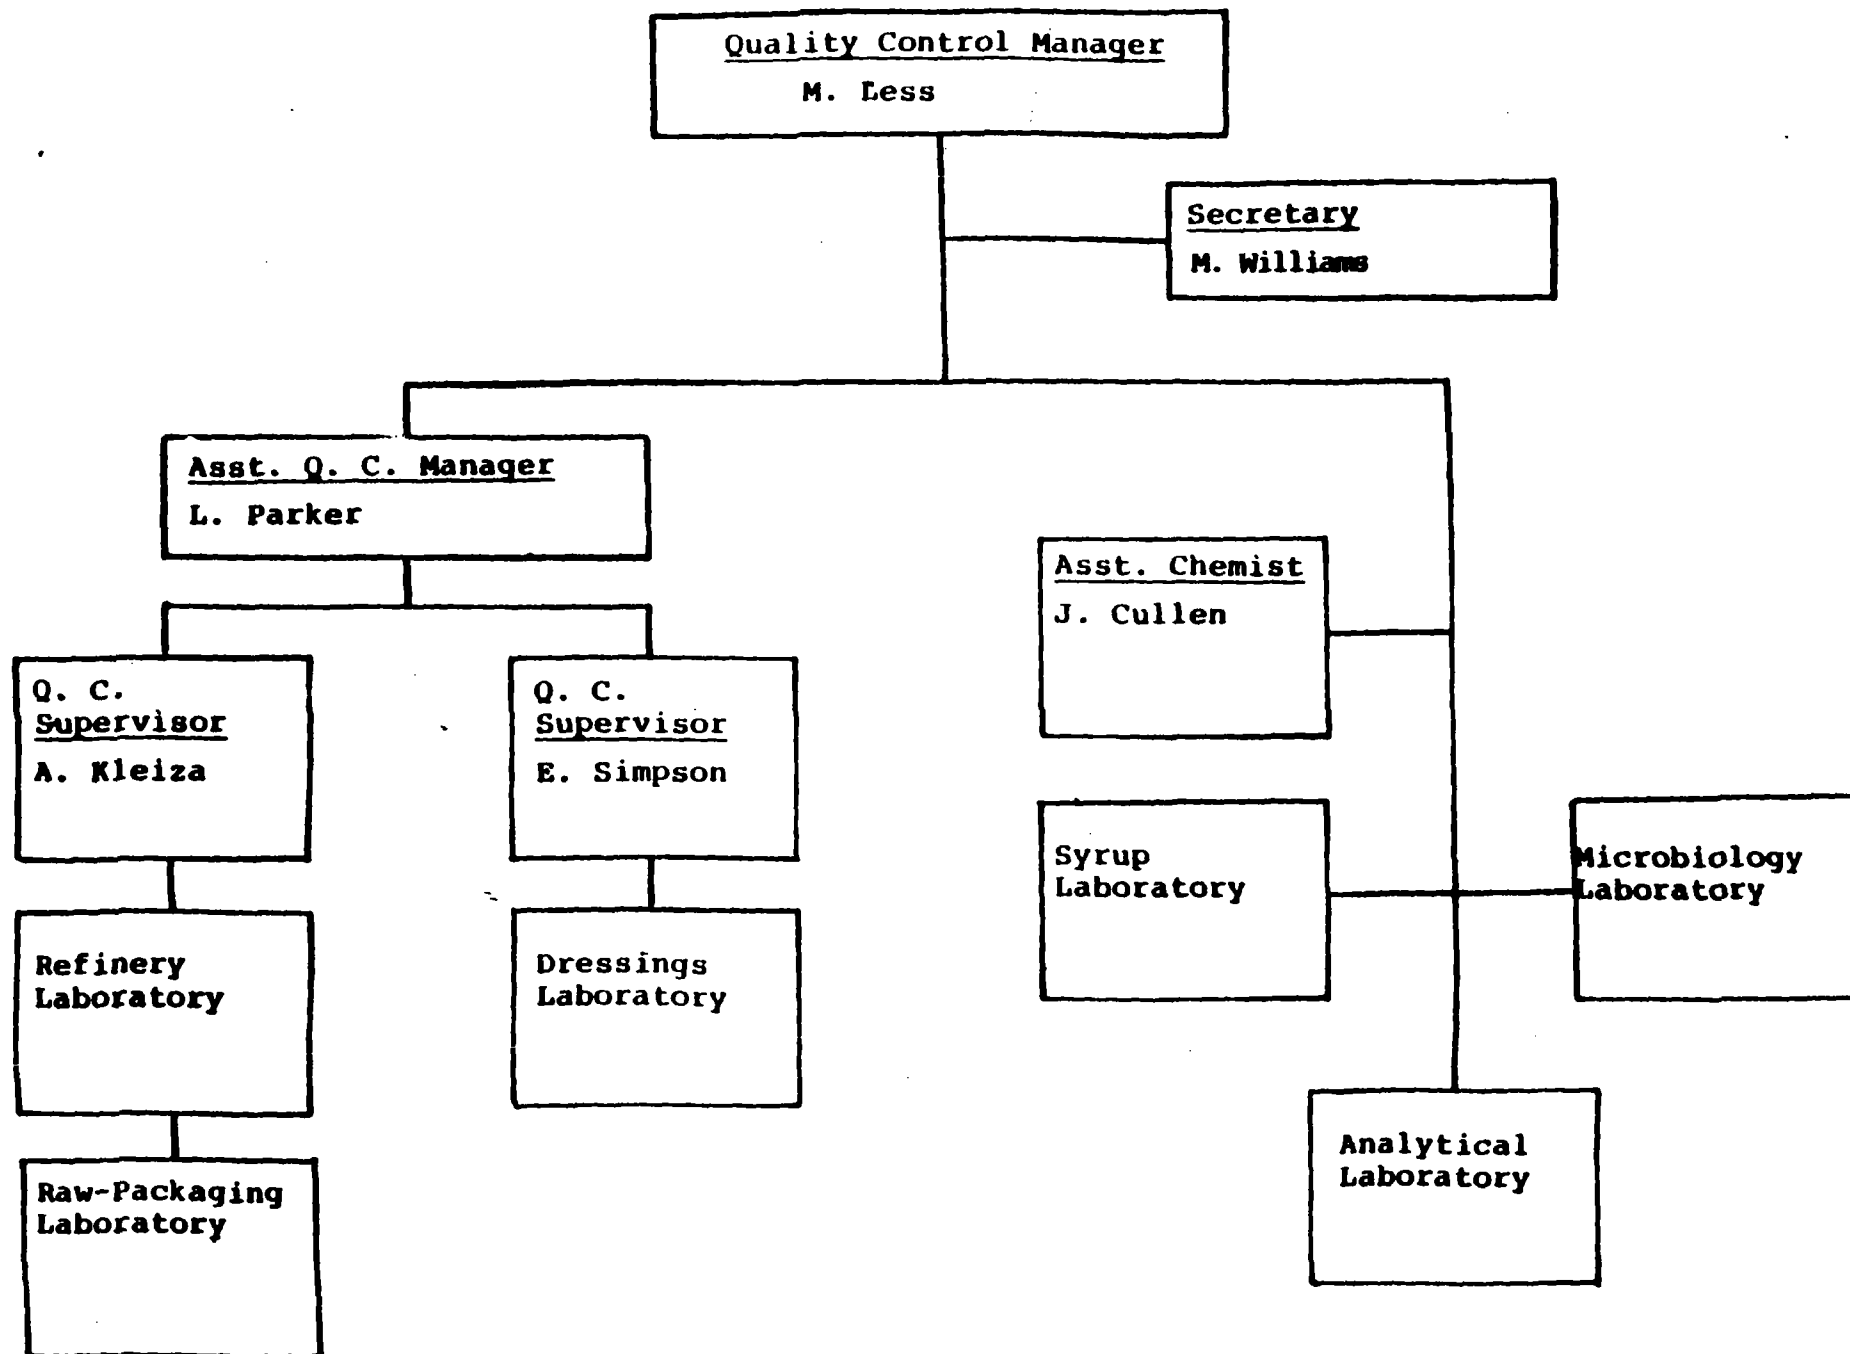 Quality Control Manager
M. Less
Secretary
M. Williams
Asst. Q. C. Manager
L. Parker
Asst. Chemist
J. Cullen
Q. C.
Supervisor
A. Kleiza
Q. C.
Supervisor
E. Simpson
Syrup
Laboratory
Microbiology
Laboratory
Refinery
Laboratory
Dressings
Laboratory
Analytical
Laboratory
Raw-Packaging
Laboratory